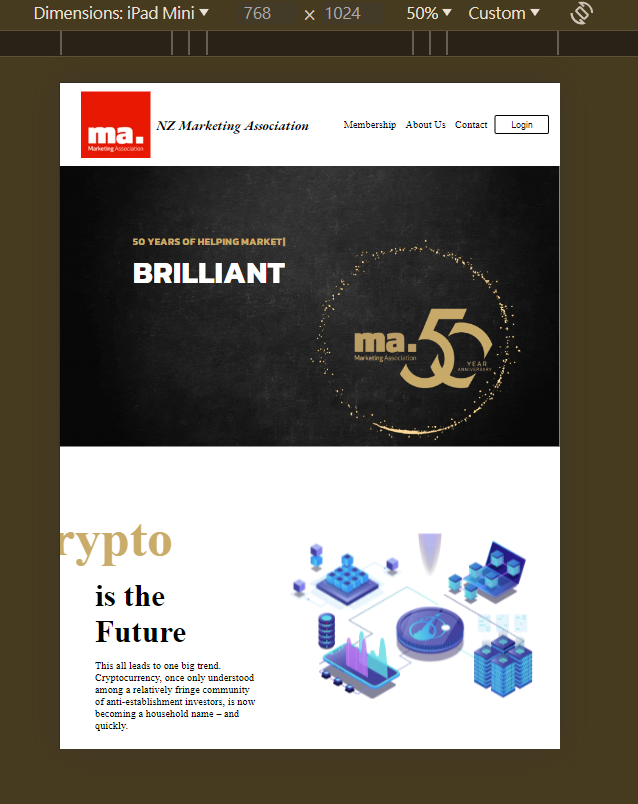 Dimensions: iPad Mini ▼ 768 × 1024 50% ▼ Custom ▼
ma.
Marketing Association
NZ Marketing Association
Membership About Us Contact Login
50 YEARS OF HELPING MARKET|
BRILLIANT
ma. 50
Marketing Association
YEAR
ANNIVERSARY
rypto
is the
Future
This all leads to one big trend.
Cryptocurrency, once only understood
among a relatively fringe community
of anti-establishment investors, is now
becoming a household name – and
quickly.